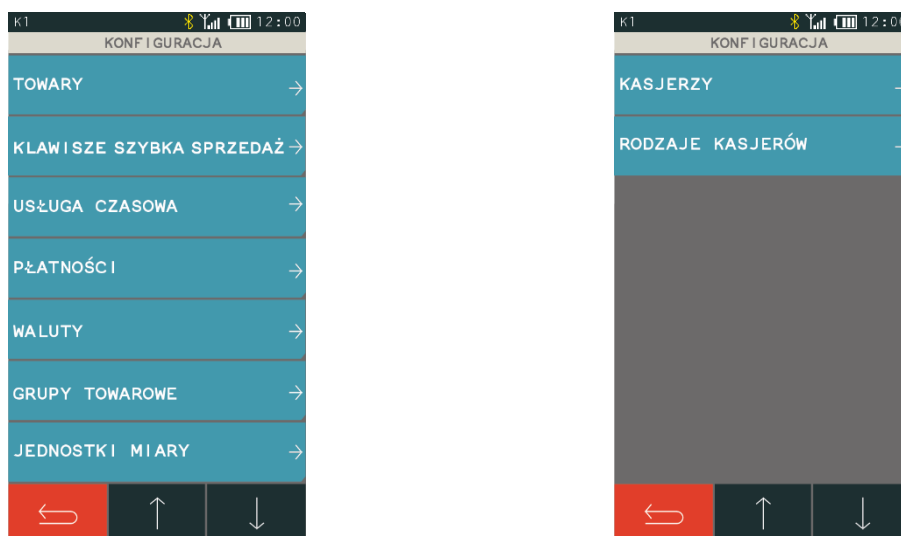 K1 12:00
KONFIGURACJA
TOWARY
KLAWISZE SZYBKA SPRZEDAŻ
USŁUGA CZASOWA
PŁATNOŚCI
WALUTY
GRUPY TOWAROWE
JEDNOSTKI MIARY
K1 12:00
KONFIGURACJA
KASJERZY
RODZAJE KASJERÓW